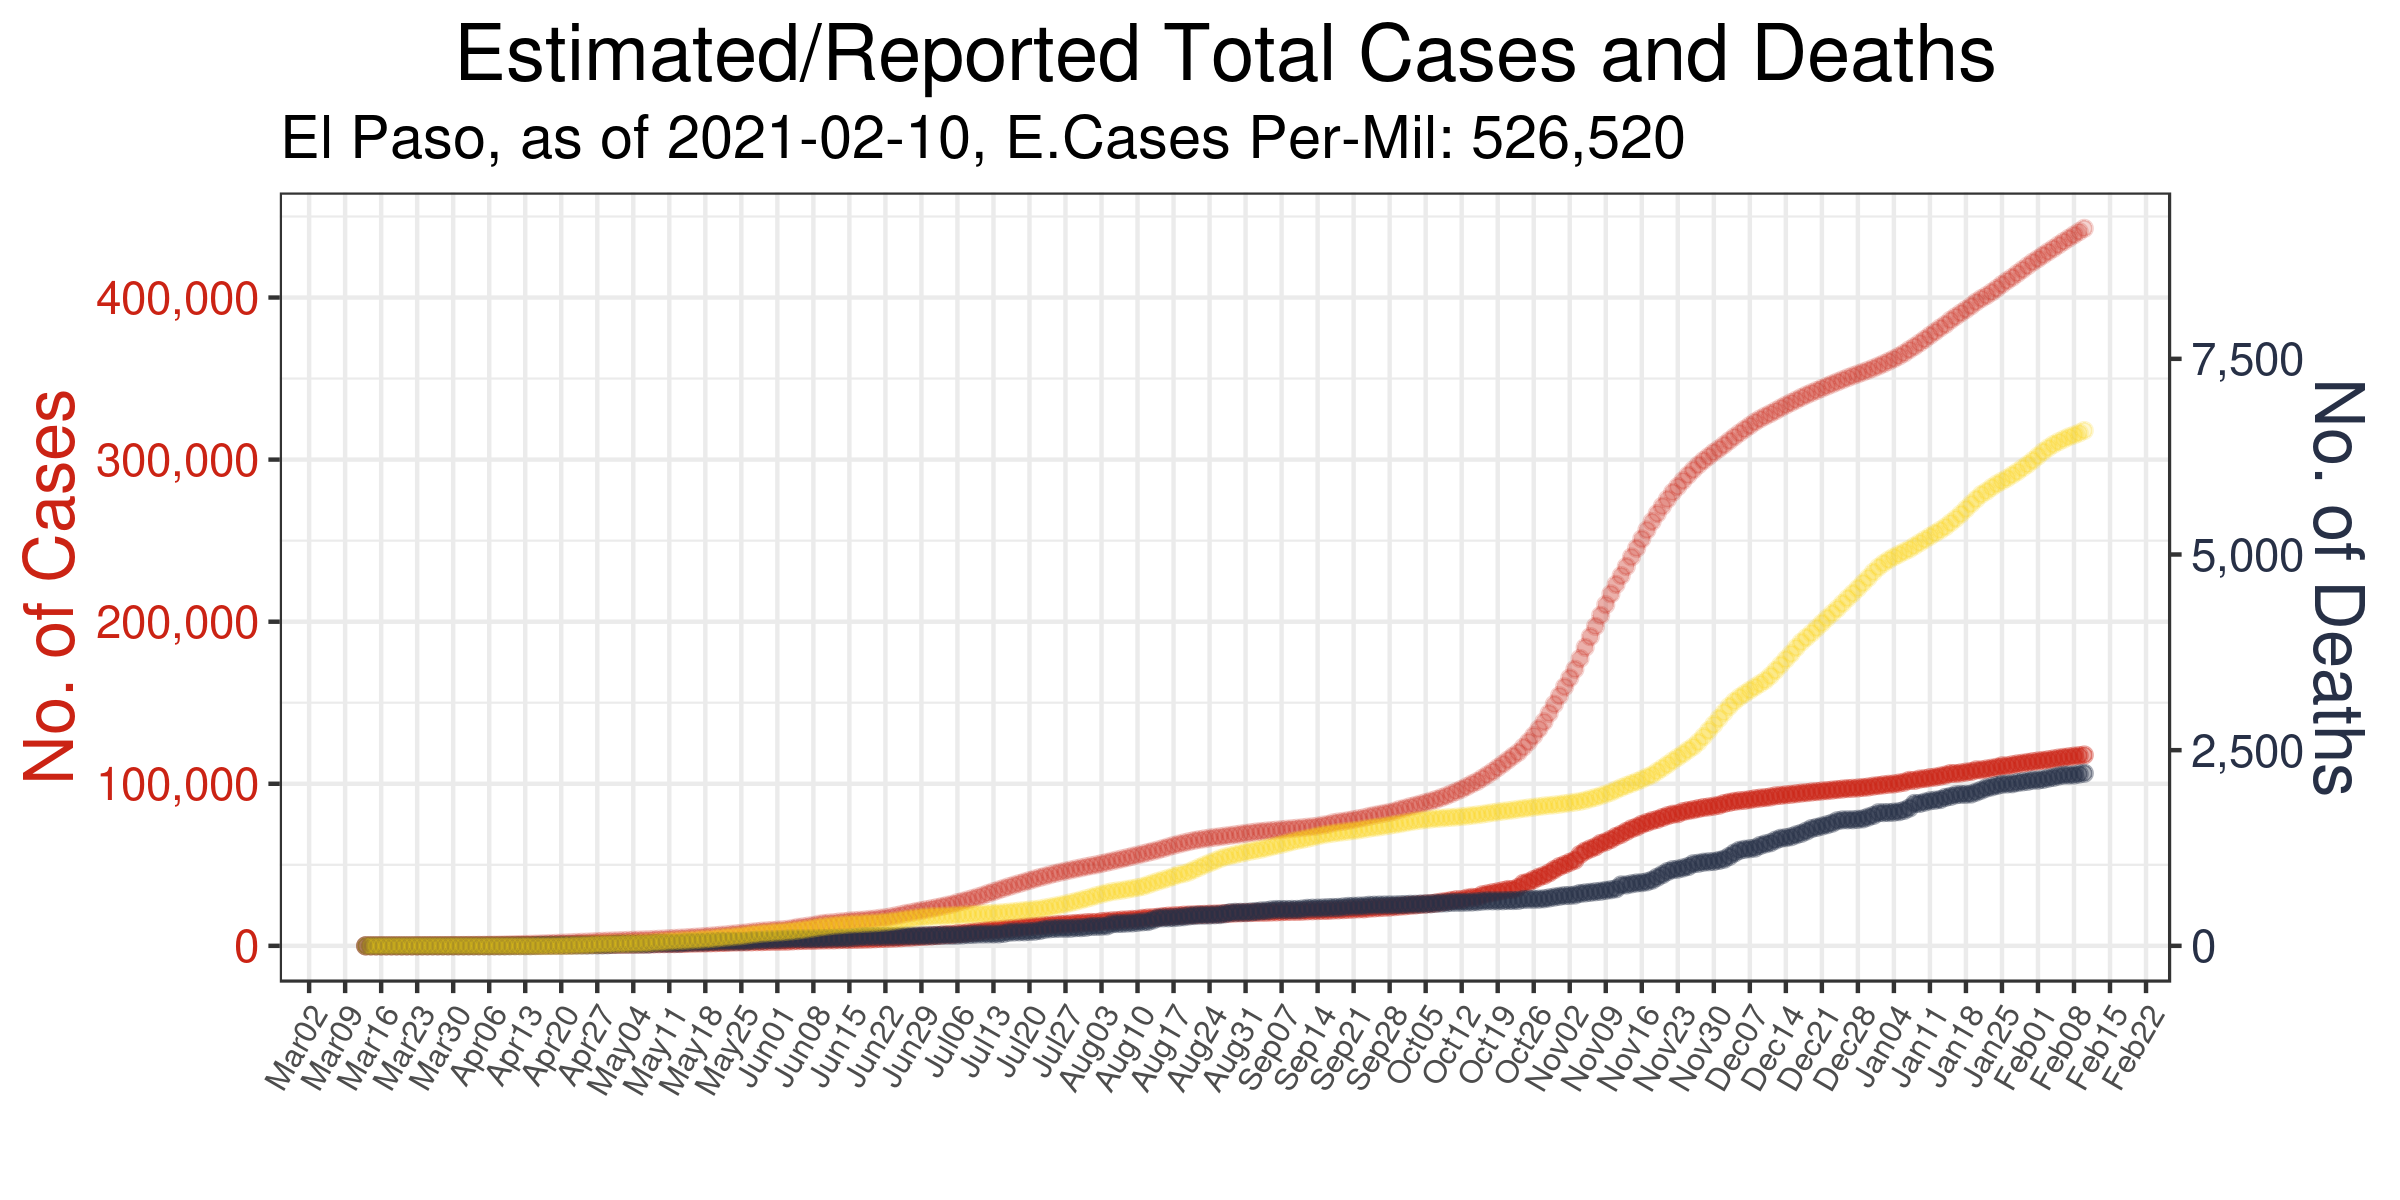 Estimated/Reported Total Cases and Deaths
El Paso, as of 2021-02-10, E.Cases Per-Mil: 526,520
No. of Cases
400,000
300,000
200,000
100,000
0
7,500
5,000
2,500
0
No. of Deaths
Mar02
Mar09
Mar16
Mar23
Mar30
Apr06
Apr13
Apr20
Apr27
May04
May11
May18
May25
Jun01
Jun08
Jun15
Jun22
Jun29
Jul06
Jul13
Jul20
Jul27
Aug03
Aug10
Aug17
Aug24
Aug31
Sep07
Sep14
Sep21
Sep28
Oct05
Oct12
Oct19
Oct26
Nov02
Nov09
Nov16
Nov23
Nov30
Dec07
Dec14
Dec21
Dec28
Jan04
Jan11
Jan18
Jan25
Feb01
Feb08
Feb15
Feb22